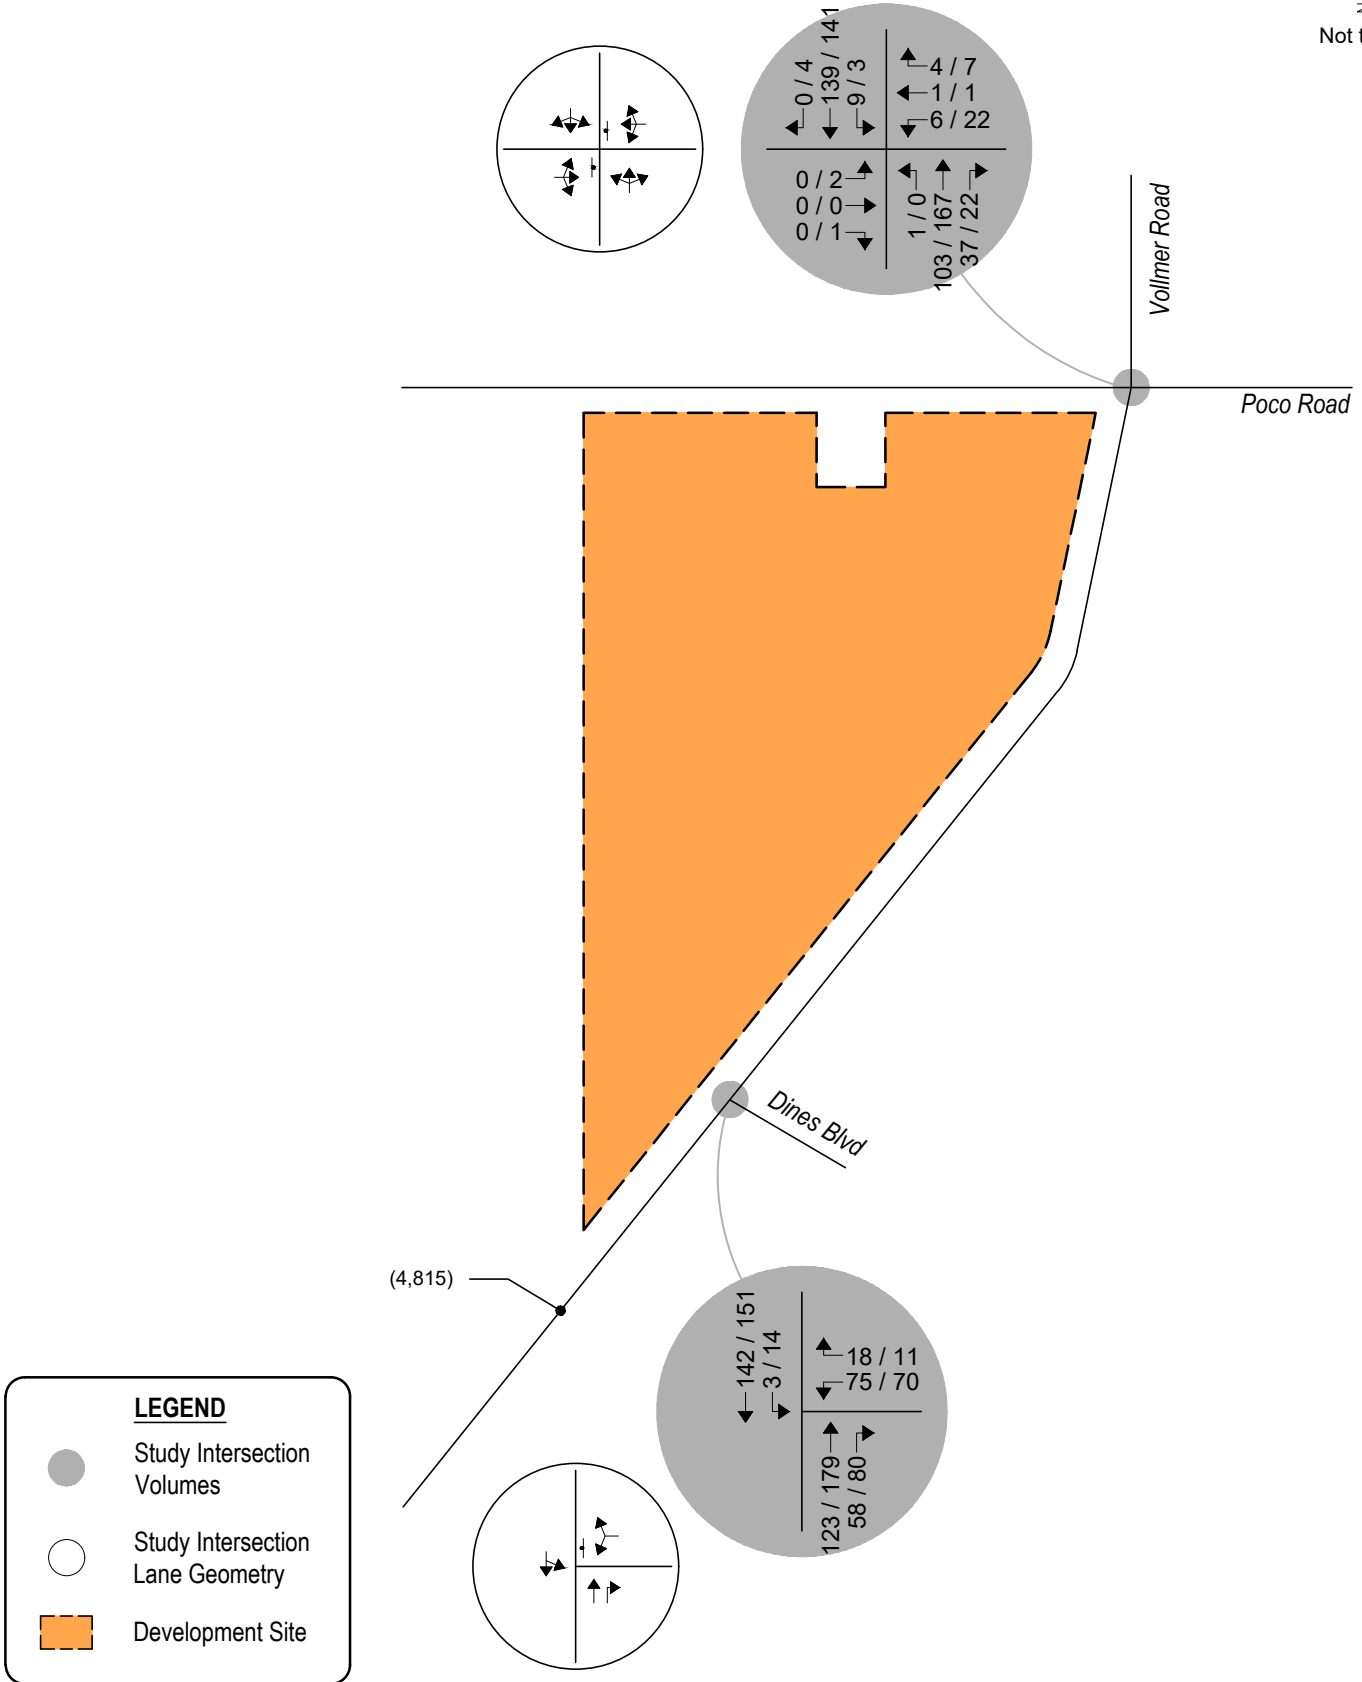 Not t
0 / 4
139 / 141
9 / 3
4 / 7
1 / 1
6 / 22
0 / 2
0 / 0
0 / 1
1 / 0
103 / 167
37 / 22
Vollmer Road
Poco Road
Dines Blvd
(4,815)
142 / 151
3 / 14
18 / 11
75 / 70
123 / 179
58 / 80
LEGEND
Study Intersection
Volumes
Study Intersection
Lane Geometry
Development Site